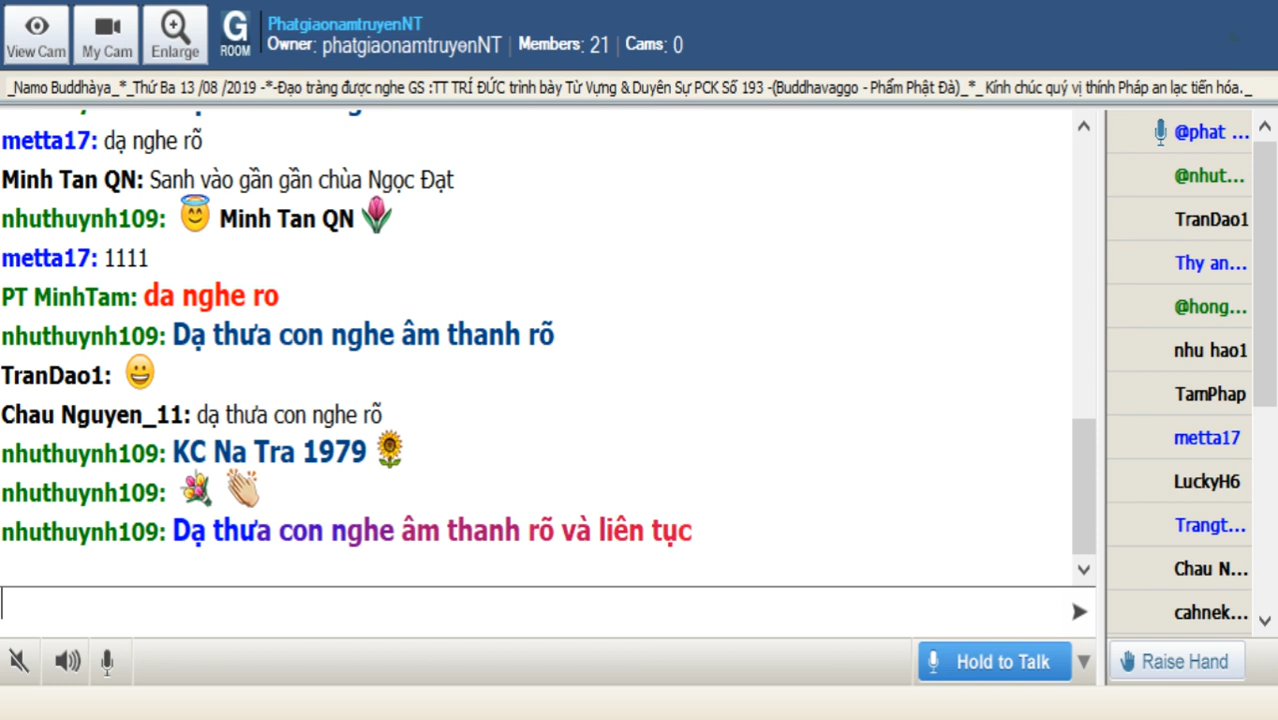 View Cam
My Cam
Enlarge
G
ROOM
PhatgiaonamtruyenNT
Owner: phatgiaonamtruyenNT | Members: 21 | Cams: 0
_Namo Buddhàya_*_Thứ Ba 13 /08 /2019 -*-Đạo tràng được nghe GS :TT TRÍ ĐỨC trình bày Từ Vựng & Duyên Sự PCK Số 193 -(Buddhavaggo - Phẩm Phật Đà)_*_ Kính chúc quý vị thính Pháp an lạc tiến hóa._
metta17: dạ nghe rõ
Minh Tan QN: Sanh vào gần gần chùa Ngọc Đạt
nhuthuynh109: Minh Tan QN
metta17: 1111
PT MinhTam: da nghe ro
nhuthuynh109: Dạ thưa con nghe âm thanh rõ
TranDao1:
Chau Nguyen_11: dạ thưa con nghe rõ
nhuthuynh109: KC Na Tra 1979
nhuthuynh109:
nhuthuynh109: Dạ thưa con nghe âm thanh rõ và liên tục
@phat ...
@nhut...
TranDao1
Thy an...
@hong...
nhu hao1
TamPhap
metta17
LuckyH6
Trangt...
Chau N...
cahnek...
Hold to Talk
Raise Hand